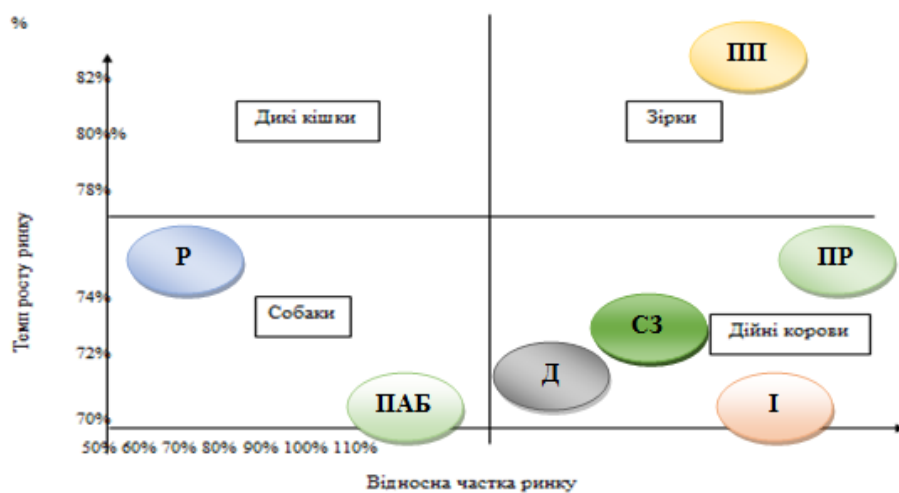 %
ПП
82%
Дикі кішки
Зірки
80%%
78%
Р
ПР
Темп росту ринку
74%
Собаки
СЗ
Дійні корови
72%
Д
ПАБ
І
70%
50% 60% 70% 80% 90% 100% 110%
Відносна частка ринку